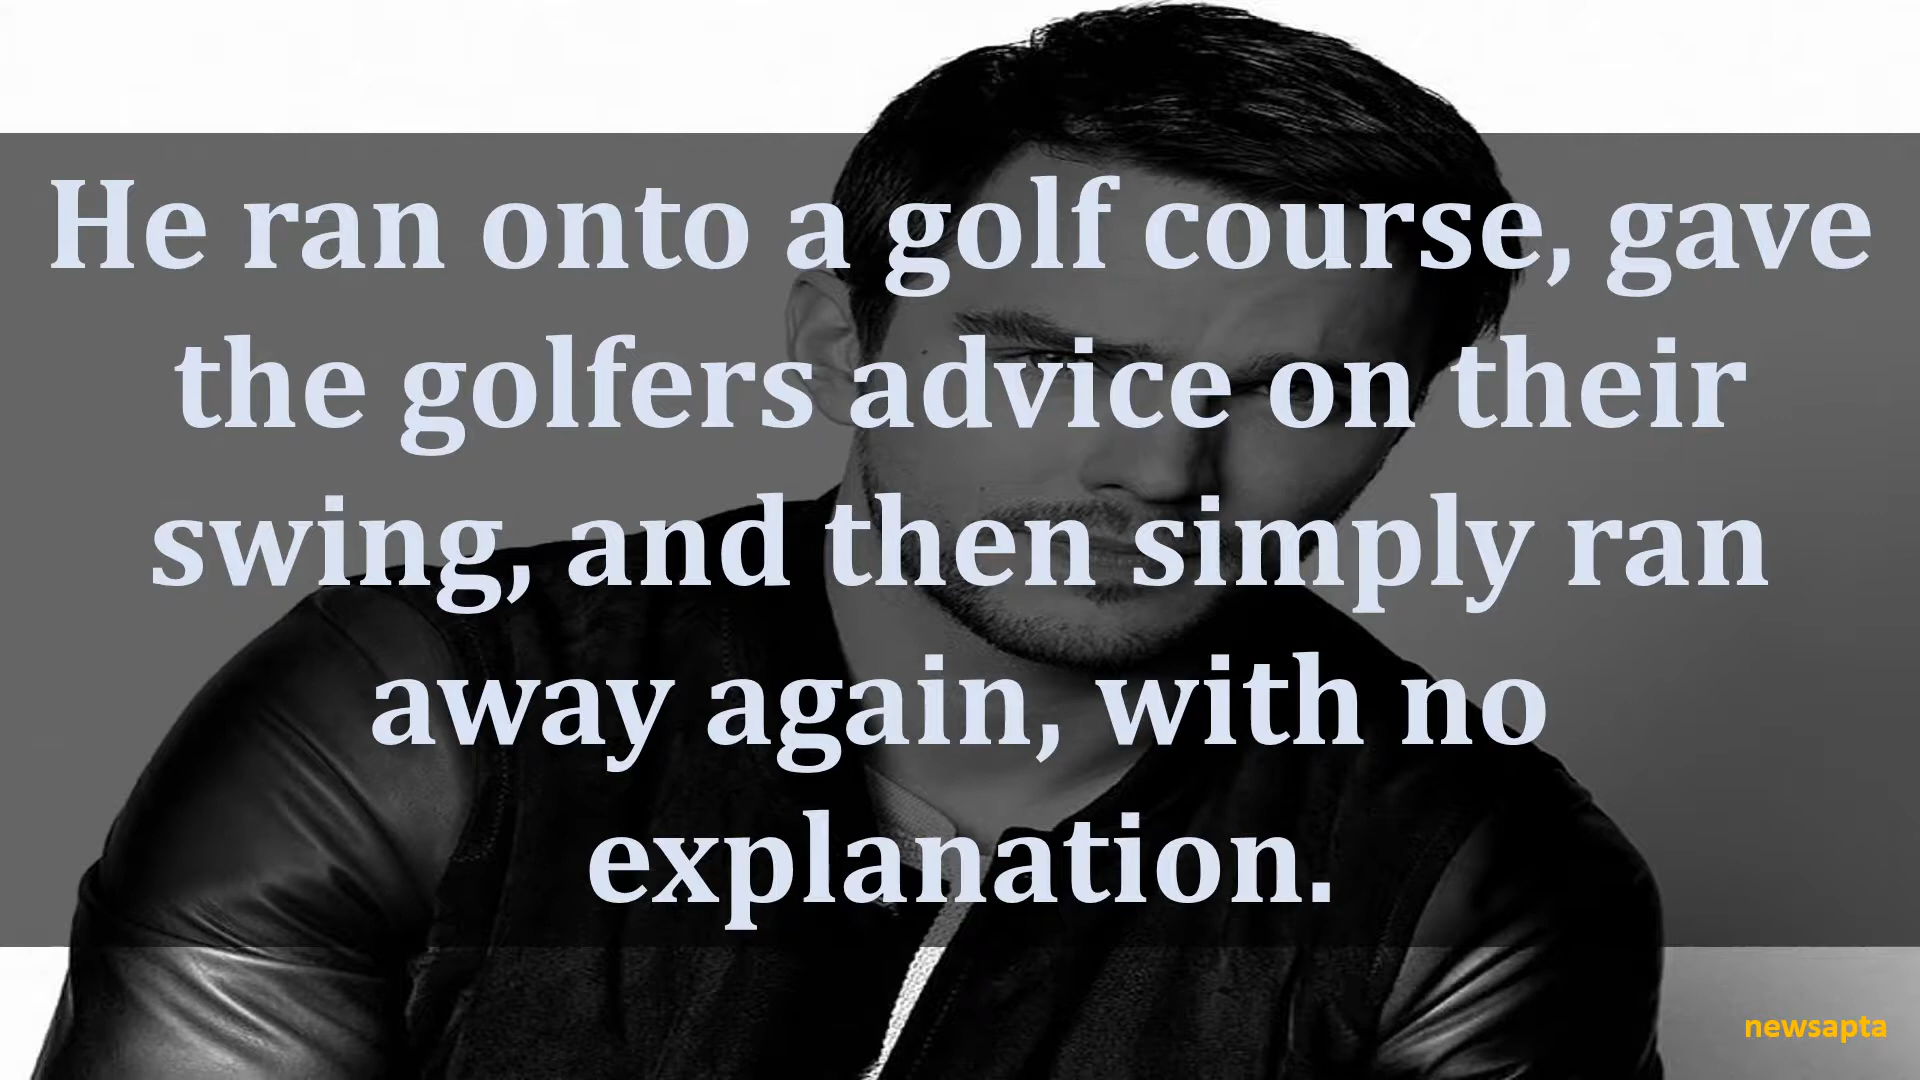 He ran onto a golf course, gave
the golfers advice on their
swing, and then simply ran
away again, with no
explanation.
newsapta